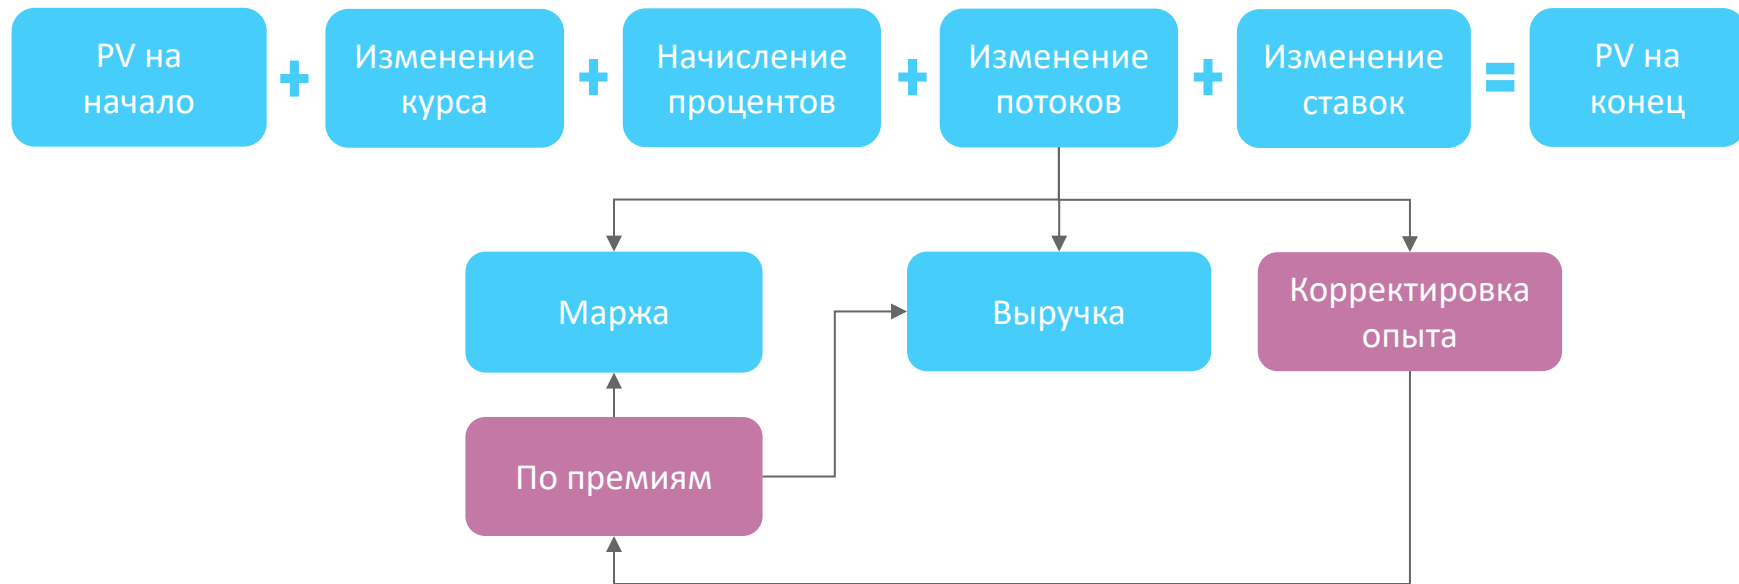 PV на
начало
+
Изменение
курса
+
Начисление
процентов
+
Изменение
потоков
+
Изменение
ставок
=
PV на
конец
Маржа
Выручка
Корректировка
опыта
По премиям